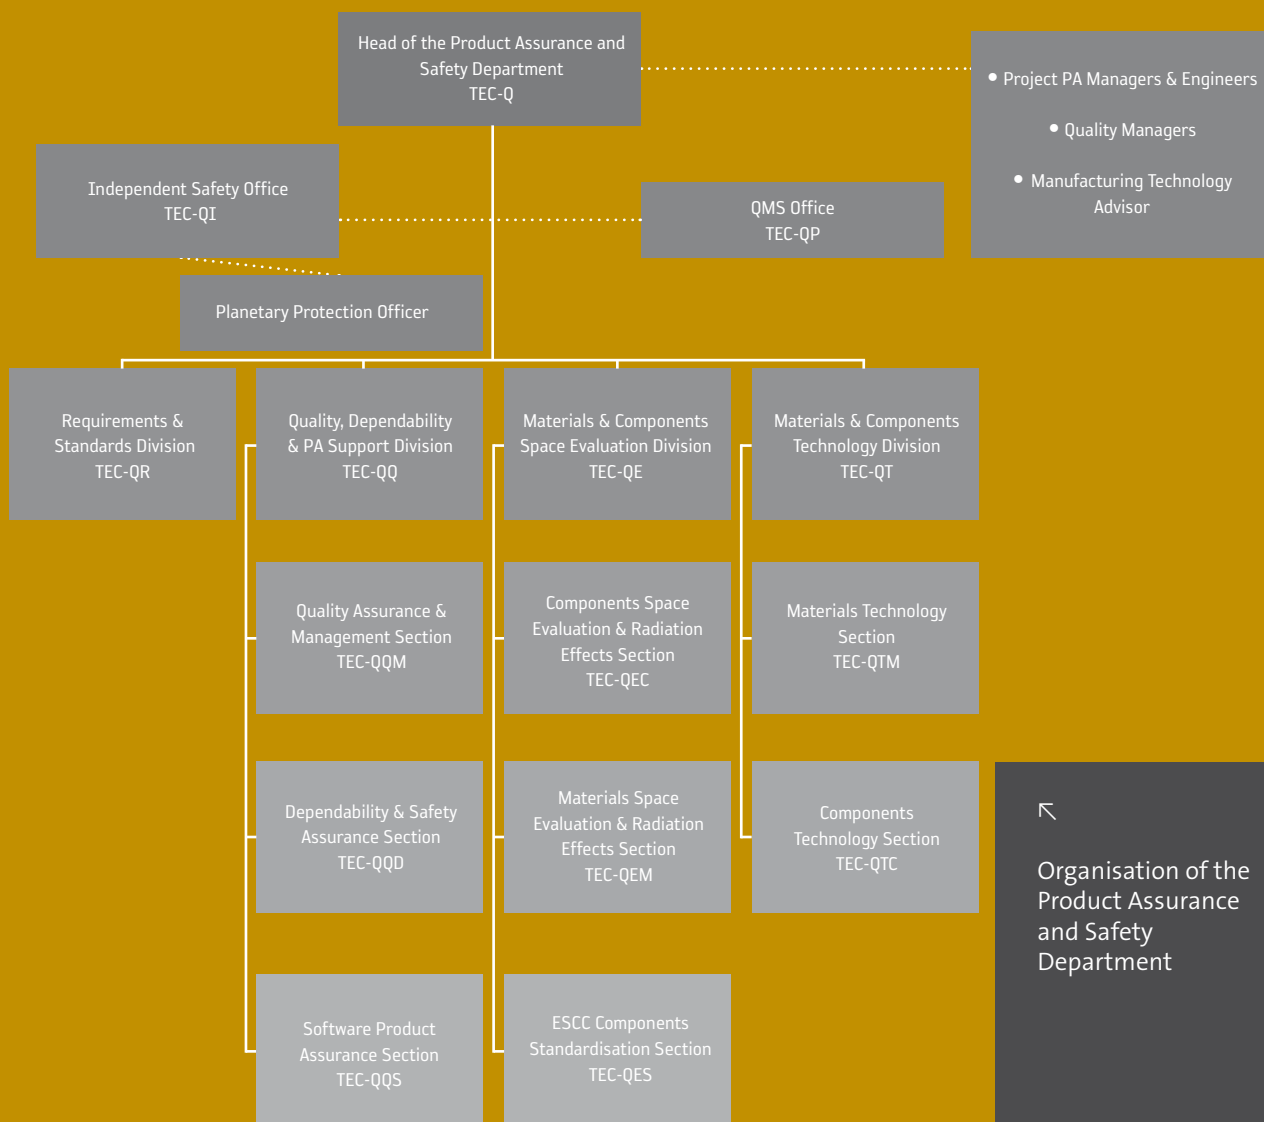 Head of the Product Assurance and
Safety Department
TEC-Q
• Project PA Managers & Engineers
• Quality Managers
• Manufacturing Technology
Advisor
Independent Safety Office
TEC-QI
QMS Office
TEC-QP
Planetary Protection Officer
Requirements &
Standards Division
TEC-QR
Quality, Dependability
& PA Support Division
TEC-QQ
Materials & Components
Space Evaluation Division
TEC-QE
Materials & Components
Technology Division
TEC-QT
Quality Assurance &
Management Section
TEC-QQM
Components Space
Evaluation & Radiation
Effects Section
TEC-QEC
Materials Technology
Section
TEC-QTM
Dependability & Safety
Assurance Section
TEC-QQD
Materials Space
Evaluation & Radiation
Effects Section
TEC-QEM
Components
Technology Section
TEC-QTC
Software Product
Assurance Section
TEC-QQS
ESCC Components
Standardisation Section
TEC-QES
Organisation of the
Product Assurance
and Safety
Department